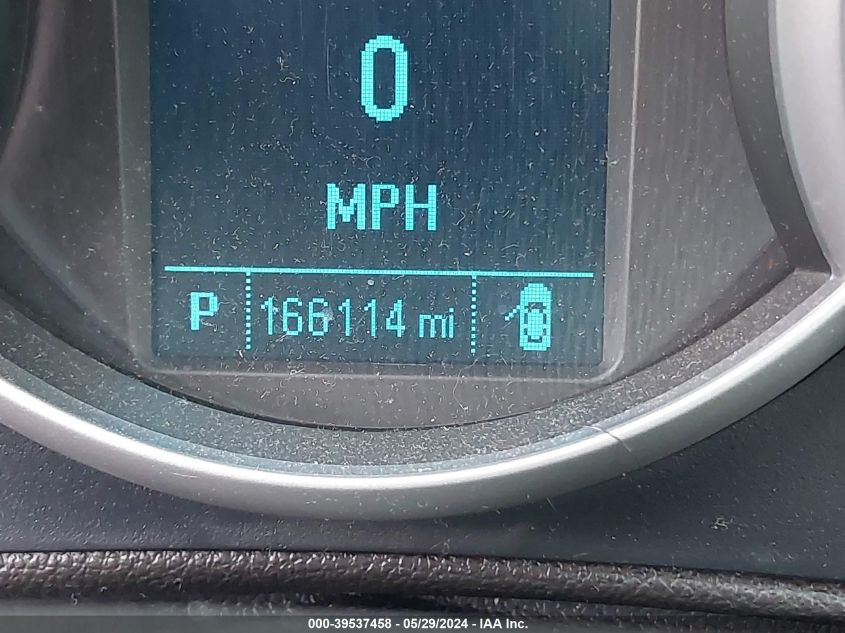 0
MPH
P 166114 mi
000-39537458 - 05/29/2024 - IAA Inc.